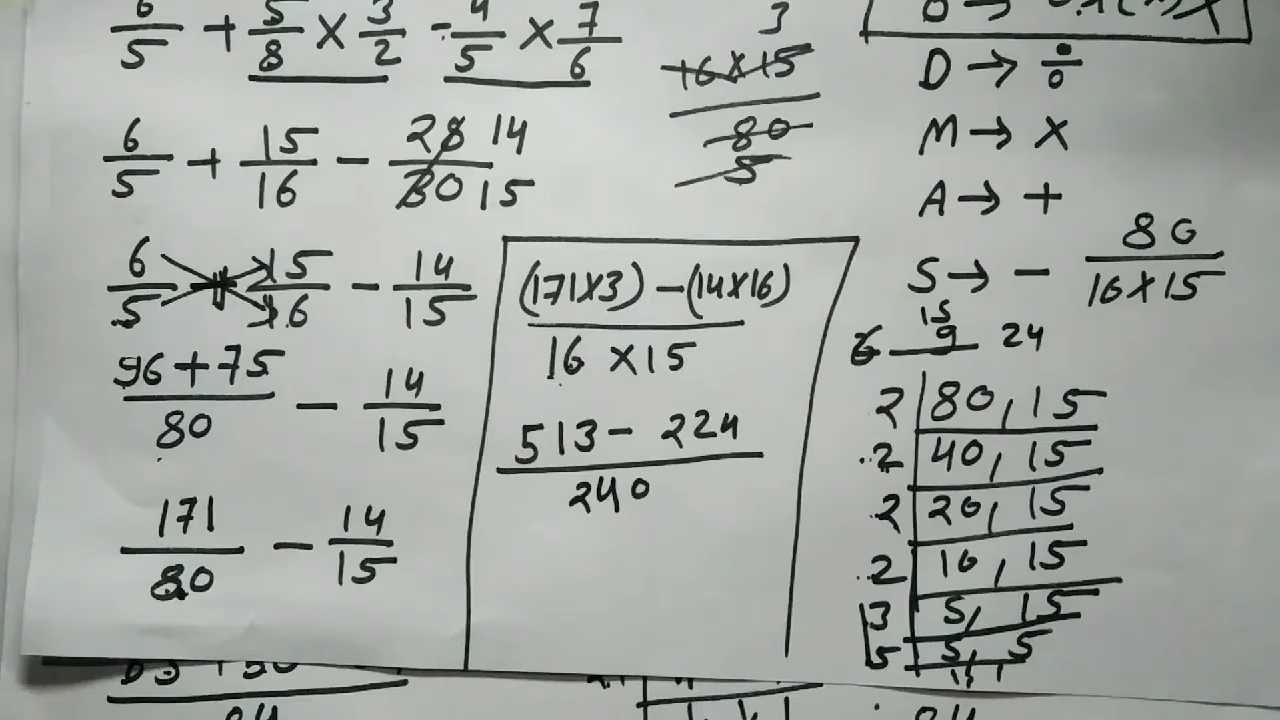 6/5 + 5/8 × 3/2 - 4/5 × 7/6
6/5 + 15/16 - 28/30 14/15
6/5 + 15/16 - 14/15
96+75/80 - 14/15
171/80 - 14/15
3
16×15
80
5
(171×3) - (14×16)
16 ×15
513 - 224
240
D → ÷
M → ×
A → +
S → -
80
16×15
15
6 9 24
2 80, 15
2 40, 15
2 20, 15
2 10, 15
3 5, 15
5 5, 5
1, 1